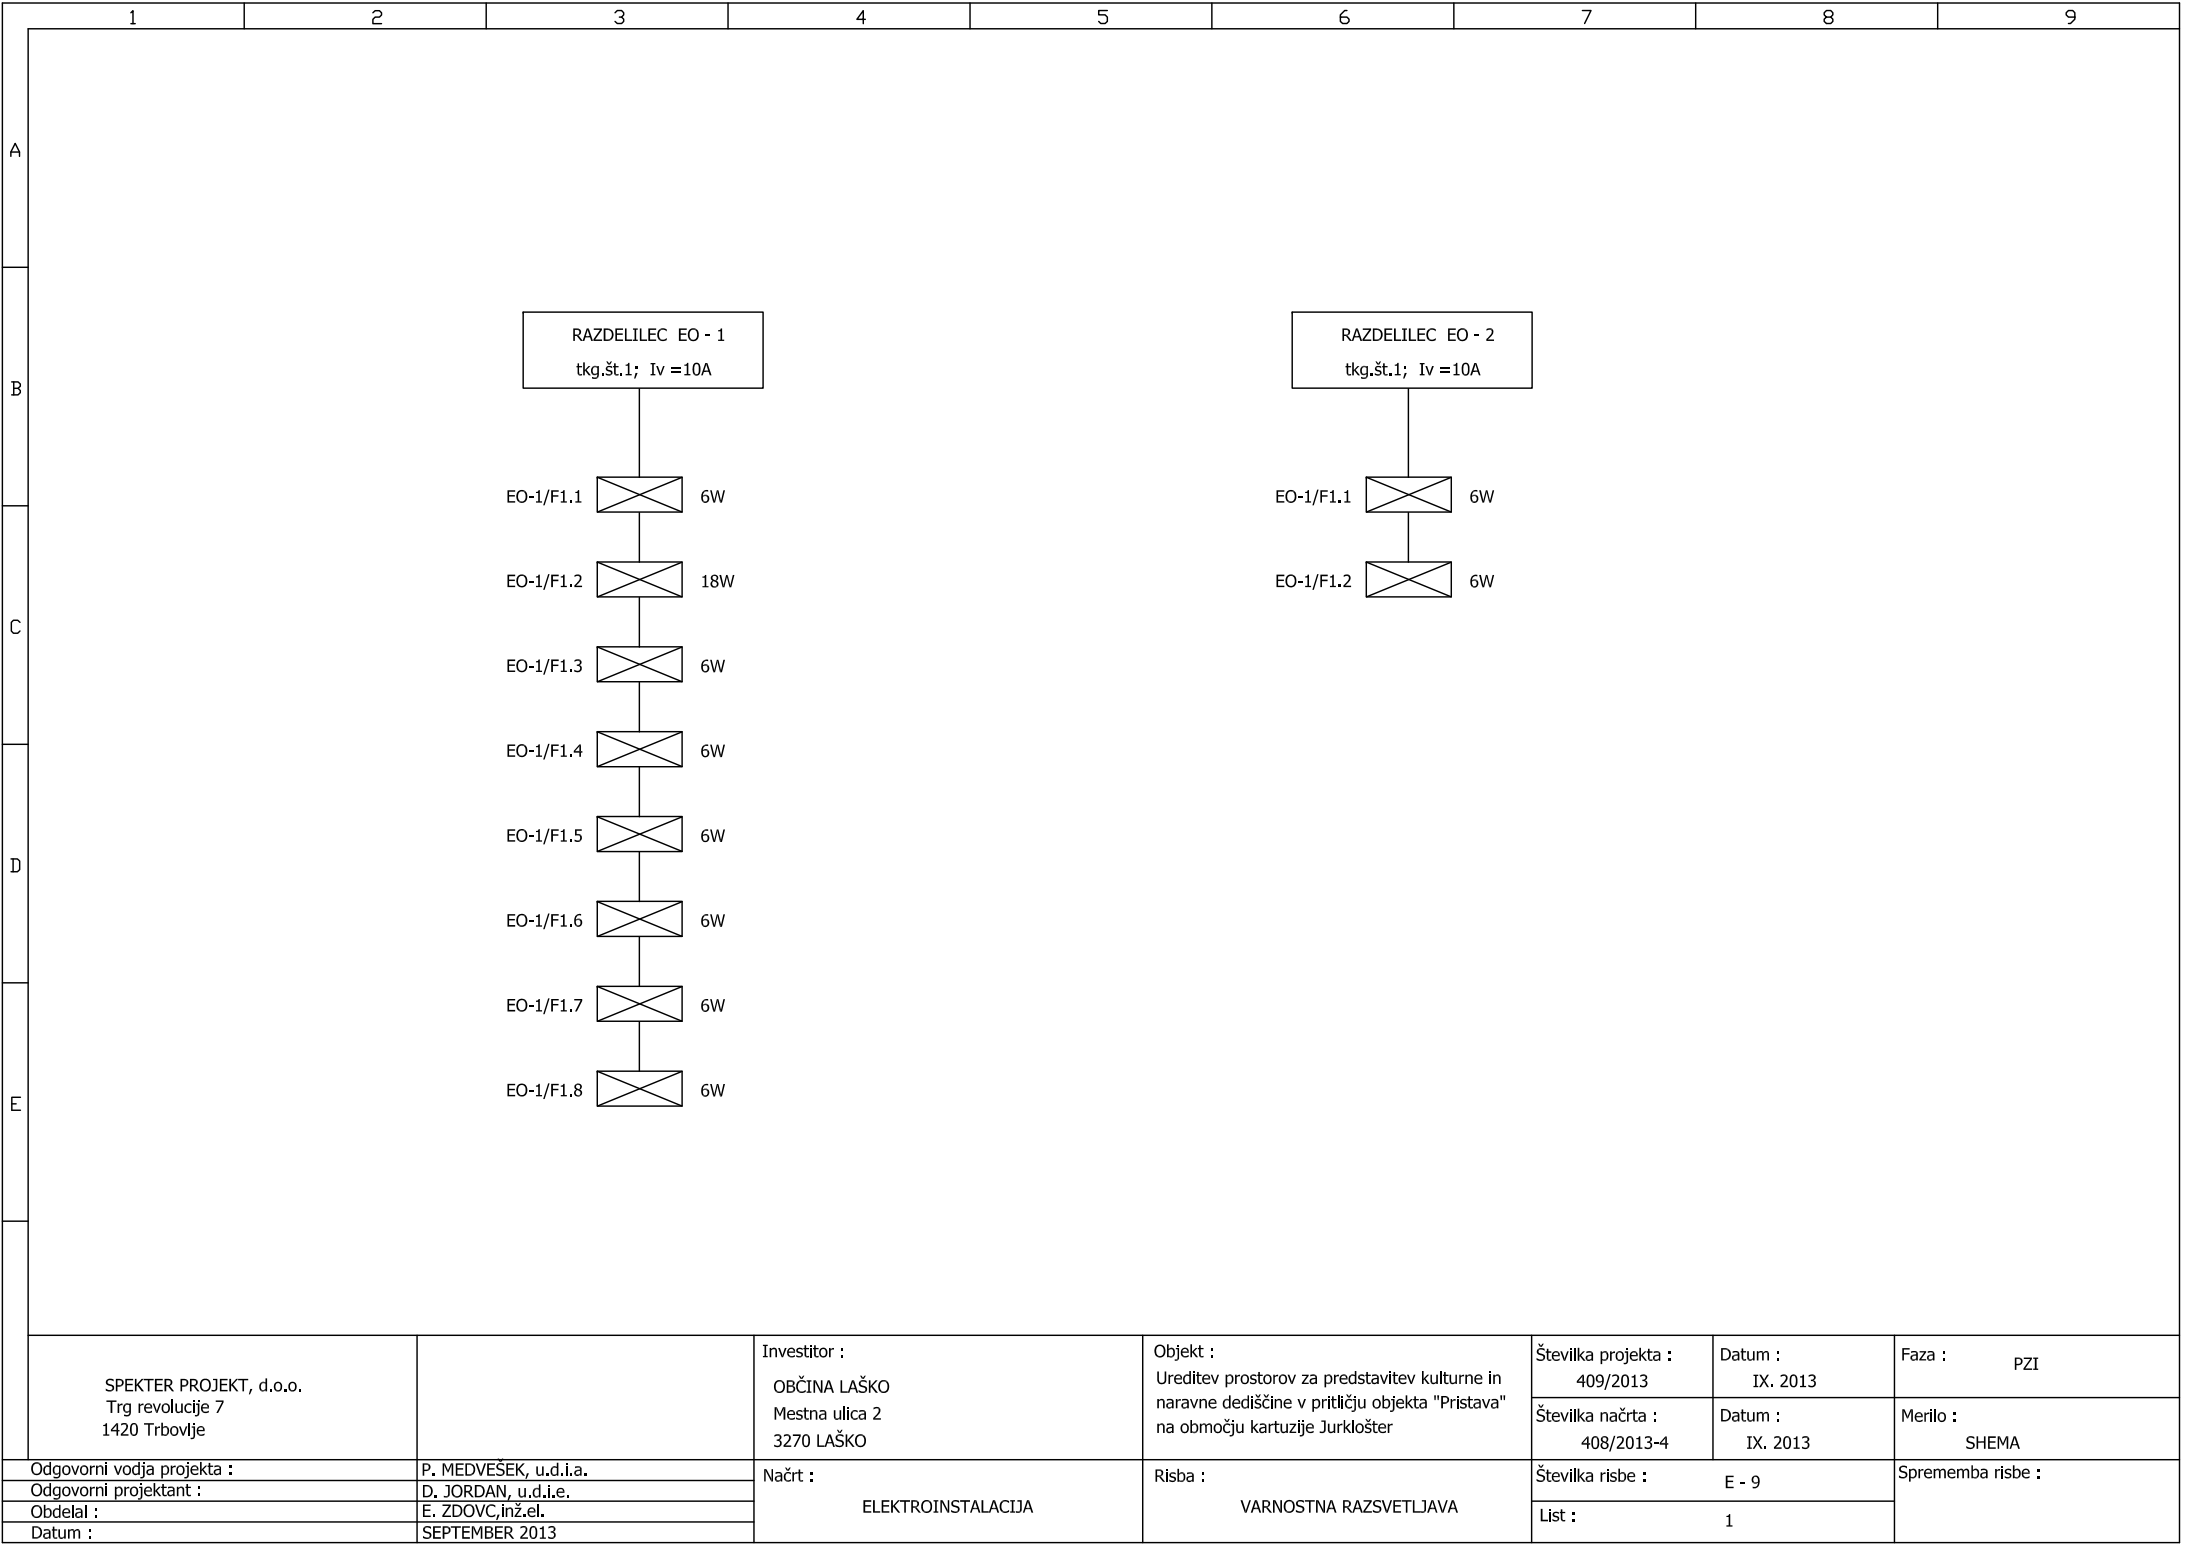 1 2 3 4 5 6 7 8 9
A
B
C
D
E
RAZDELILEC EO - 1
tkg.št.1; Iv =10A
EO-1/F1.1 6W
EO-1/F1.2 18W
EO-1/F1.3 6W
EO-1/F1.4 6W
EO-1/F1.5 6W
EO-1/F1.6 6W
EO-1/F1.7 6W
EO-1/F1.8 6W
RAZDELILEC EO - 2
tkg.št.1; Iv =10A
EO-1/F1.1 6W
EO-1/F1.2 6W
SPEKTER PROJEKT, d.o.o.
Trg revolucije 7
1420 Trbovlje
Investitor :
OBČINA LAŠKO
Mestna ulica 2
3270 LAŠKO
Objekt :
Ureditev prostorov za predstavitev kulturne in
naravne dediščine v pritličju objekta "Pristava"
na območju kartuzije Jurklošter
Številka projekta :
409/2013
Datum :
IX. 2013
Faza :
PZI
Številka načrta :
408/2013-4
Datum :
IX. 2013
Merilo :
SHEMA
Odgovorni vodja projekta : P. MEDVEŠEK, u.d.i.a.
Odgovorni projektant : D. JORDAN, u.d.i.e.
Obdelal : E. ZDOVC,inž.el.
Datum : SEPTEMBER 2013
Načrt :
ELEKTROINSTALACIJA
Risba :
VARNOSTNA RAZSVETLJAVA
Številka risbe :
E - 9
List :
1
Sprememba risbe :